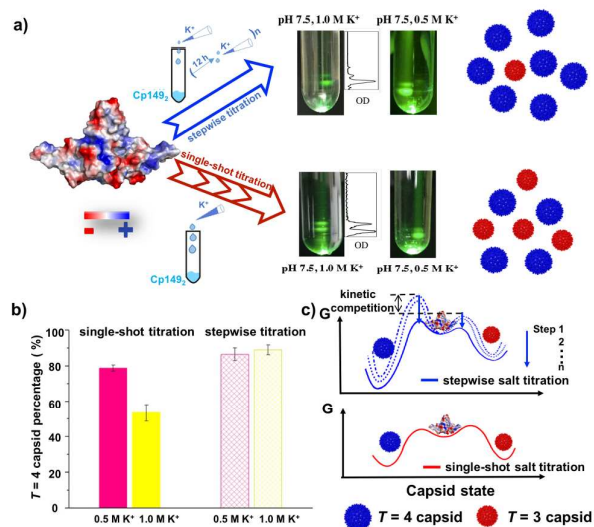 a)
K⁺
K⁺
)n
12 h
Cp149₂
stepwise titration
single-shot titration
K⁺
Cp149₂
- +
pH 7.5, 1.0 M K⁺
pH 7.5, 0.5 M K⁺
OD
OD
pH 7.5, 1.0 M K⁺
pH 7.5, 0.5 M K⁺
b)
T = 4 capsid percentage (%)
100
80
60
40
20
0
single-shot titration
stepwise titration
0.5 M K⁺ 1.0 M K⁺
0.5 M K⁺ 1.0 M K⁺
c)
kinetic
competition
G
Step 1
2
n
stepwise salt titration
G
single-shot salt titration
Capsid state
T = 4 capsid
T = 3 capsid